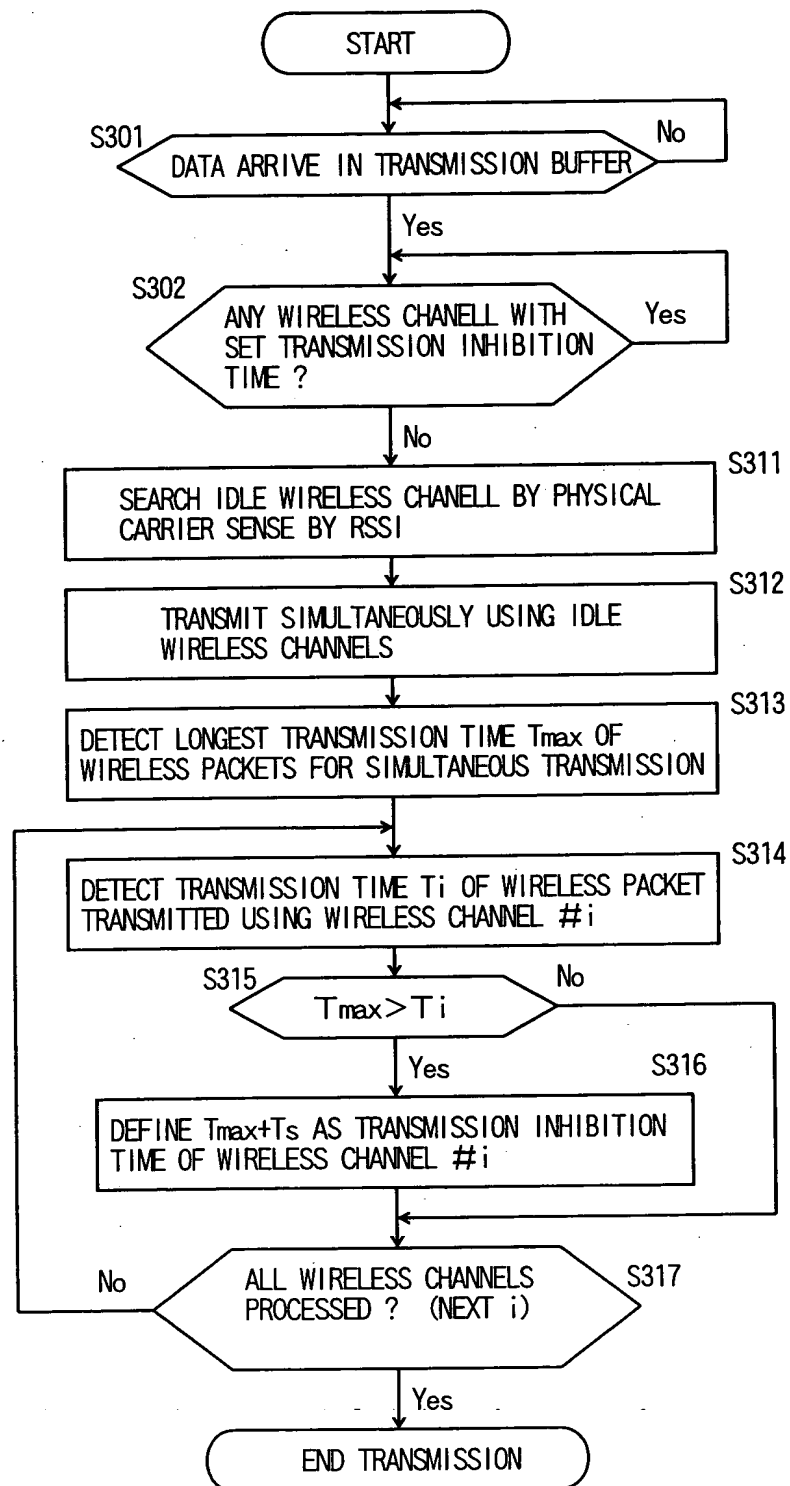 START
S301
DATA ARRIVE IN TRANSMISSION BUFFER
No
Yes
S302
ANY WIRELESS CHANELL WITH
SET TRANSMISSION INHIBITION
TIME ?
Yes
No
S311
SEARCH IDLE WIRELESS CHANELL BY PHYSICAL
CARRIER SENSE BY RSSI
S312
TRANSMIT SIMULTANEOUSLY USING IDLE
WIRELESS CHANNELS
S313
DETECT LONGEST TRANSMISSION TIME Tmax OF
WIRELESS PACKETS FOR SIMULTANEOUS TRANSMISSION
S314
DETECT TRANSMISSION TIME Ti OF WIRELESS PACKET
TRANSMITTED USING WIRELESS CHANNEL #i
S315
Tmax>Ti
No
Yes
S316
DEFINE Tmax+Ts AS TRANSMISSION INHIBITION
TIME OF WIRELESS CHANNEL #i
No
ALL WIRELESS CHANNELS
PROCESSED ? (NEXT i)
S317
Yes
END TRANSMISSION